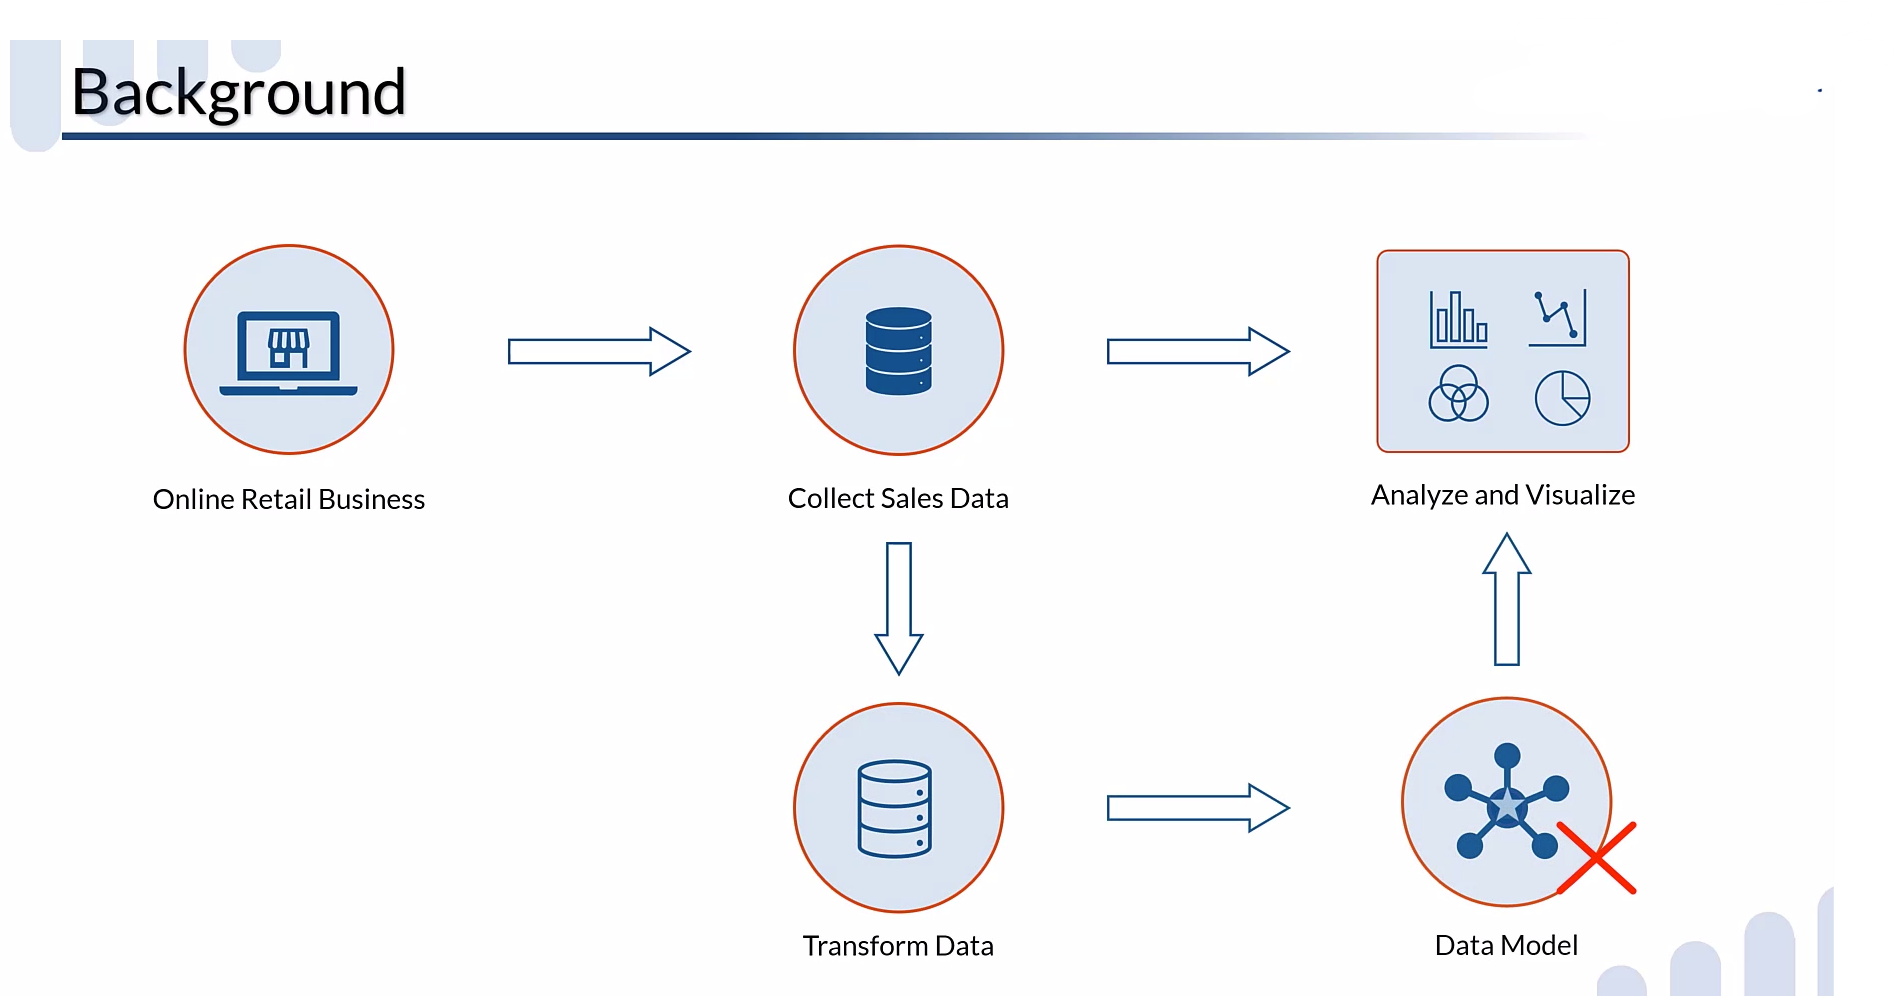 Background
Online Retail Business
Collect Sales Data
Analyze and Visualize
Transform Data
Data Model